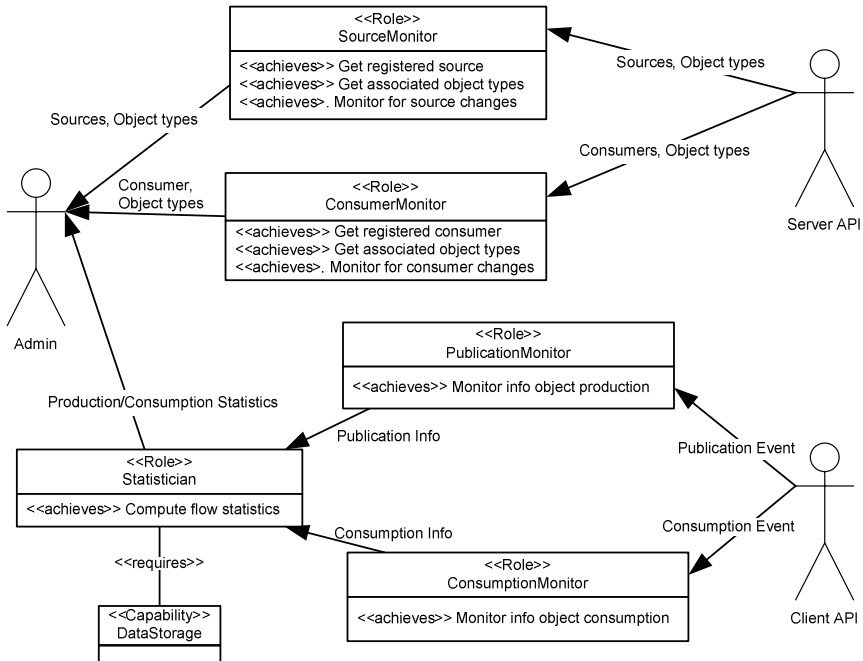 <<Role>>
SourceMonitor
<<achieves>> Get registered source
<<achieves>> Get associated object types
<<achieves>. Monitor for source changes
Sources, Object types
Sources, Object types
Consumers, Object types
Server API
<<Role>>
ConsumerMonitor
<<achieves>> Get registered consumer
<<achieves>> Get associated object types
<<achieves>. Monitor for consumer changes
Consumer,
Object types
Admin
<<Role>>
PublicationMonitor
<<achieves>> Monitor info object production
Production/Consumption Statistics
Publication Info
Publication Event
<<Role>>
Statistician
<<achieves>> Compute flow statistics
Consumption Info
Consumption Event
<<requires>>
<<Role>>
ConsumptionMonitor
<<achieves>> Monitor info object consumption
Client API
<<Capability>>
DataStorage